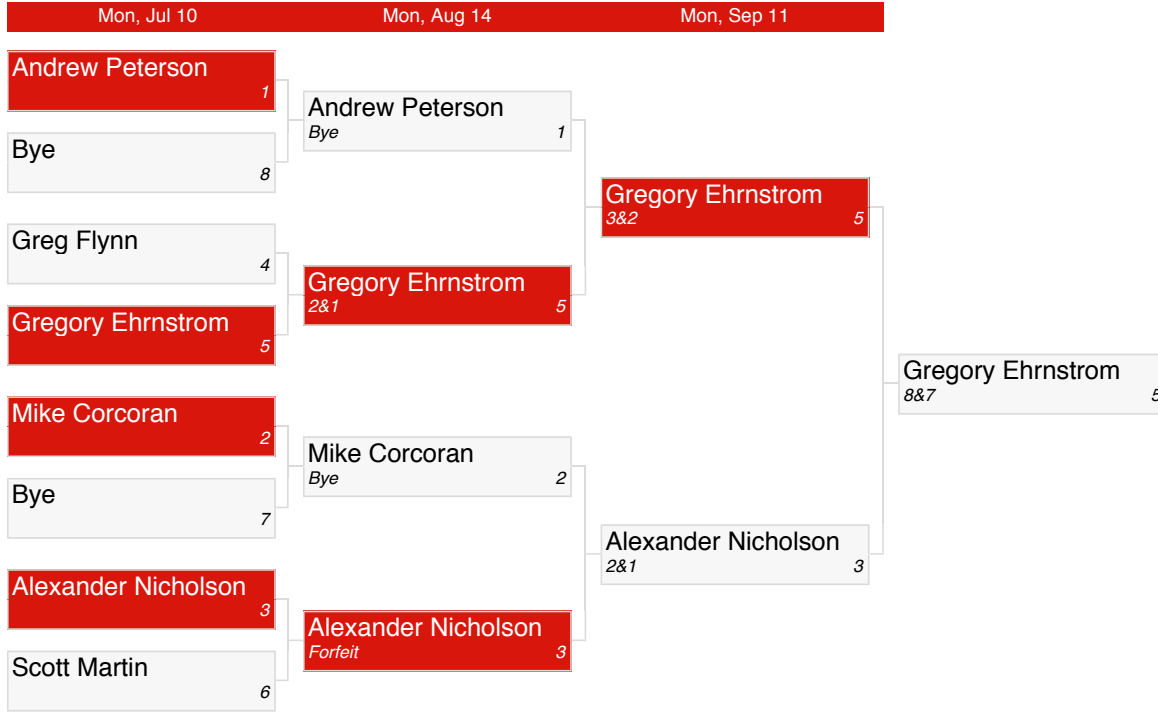 Mon, Jul 10
Mon, Aug 14
Mon, Sep 11
Andrew Peterson
1
Bye
8
Greg Flynn
4
Gregory Ehrnstrom
5
Mike Corcoran
2
Bye
7
Alexander Nicholson
3
Scott Martin
6
Andrew Peterson
Bye 1
Gregory Ehrnstrom
2&1 5
Mike Corcoran
Bye 2
Alexander Nicholson
Forfeit 3
Gregory Ehrnstrom
3&2 5
Alexander Nicholson
2&1 3
Gregory Ehrnstrom
8&7 5